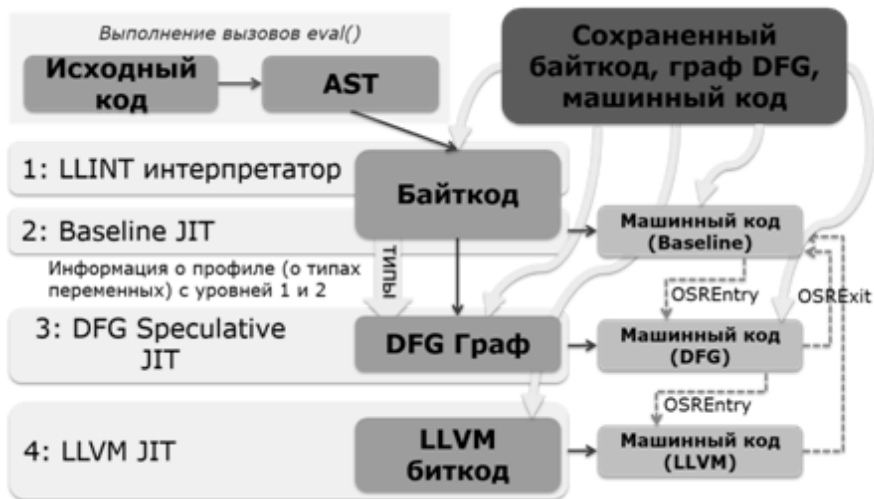 Выполнение вызовов eval()
Исходный
код
AST
Сохраненный
байткод, граф DFG,
машинный код
1: LLINT интерпретатор
Байткод
2: Baseline JIT
Машинный код
(Baseline)
Информация о профиле (о типах
переменных) с уровней 1 и 2
ТИПЫ
OSREntry
OSRExit
3: DFG Speculative
JIT
DFG Граф
Машинный код
(DFG)
OSREntry
4: LLVM JIT
LLVM
биткод
Машинный код
(LLVM)